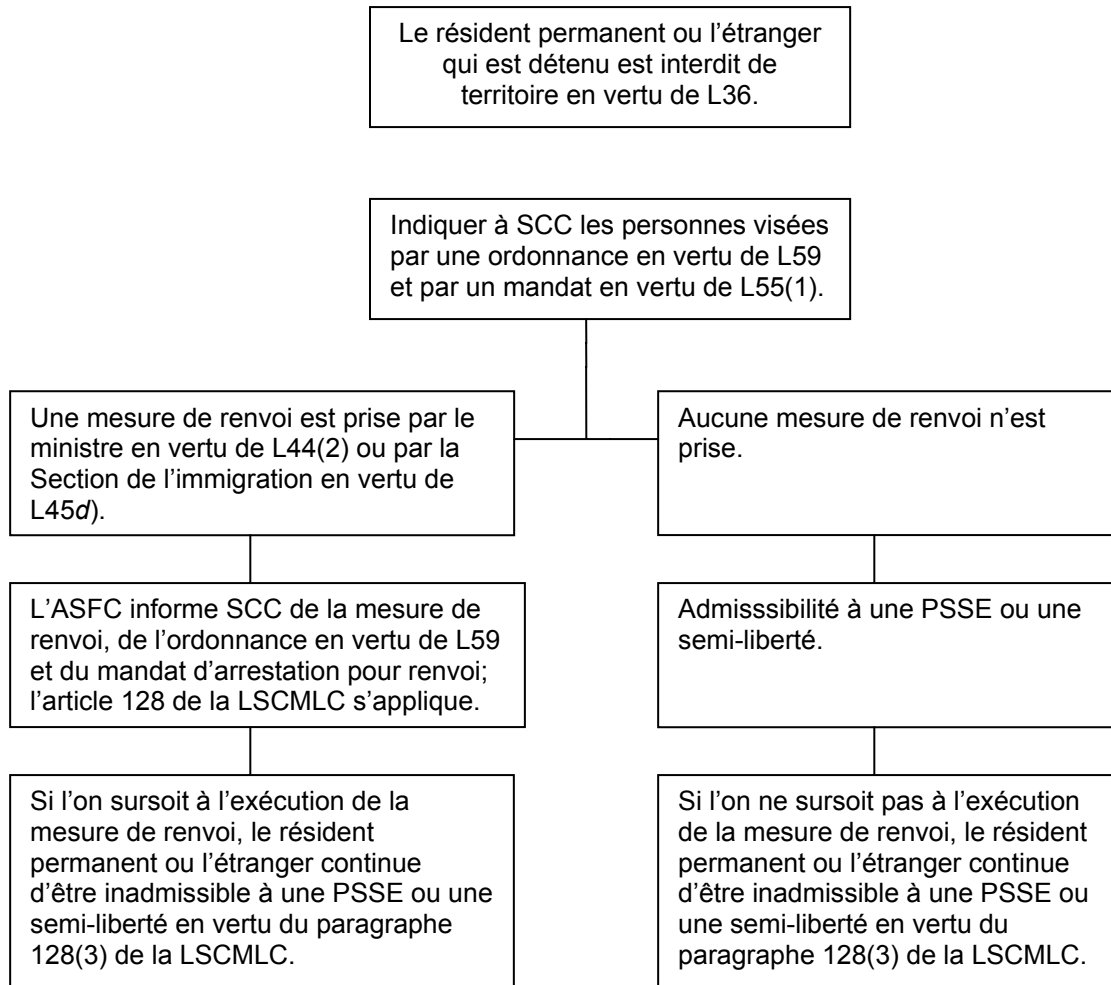 Le résident permanent ou l’étranger
qui est détenu est interdit de
territoire en vertu de L36.
Indiquer à SCC les personnes visées
par une ordonnance en vertu de L59
et par un mandat en vertu de L55(1).
Une mesure de renvoi est prise par le
ministre en vertu de L44(2) ou par la
Section de l’immigration en vertu de
L45d).
Aucune mesure de renvoi n’est
prise.
L’ASFC informe SCC de la mesure de
renvoi, de l’ordonnance en vertu de L59
et du mandat d’arrestation pour renvoi;
l’article 128 de la LSCMLC s’applique.
Admisssibilité à une PSSE ou une
semi-liberté.
Si l’on sursoit à l’exécution de la
mesure de renvoi, le résident
permanent ou l’étranger continue
d’être inadmissible à une PSSE ou une
semi-liberté en vertu du paragraphe
128(3) de la LSCMLC.
Si l’on ne sursoit pas à l’exécution
de la mesure de renvoi, le résident
permanent ou l’étranger continue
d’être inadmissible à une PSSE ou
une semi-liberté en vertu du
paragraphe 128(3) de la LSCMLC.